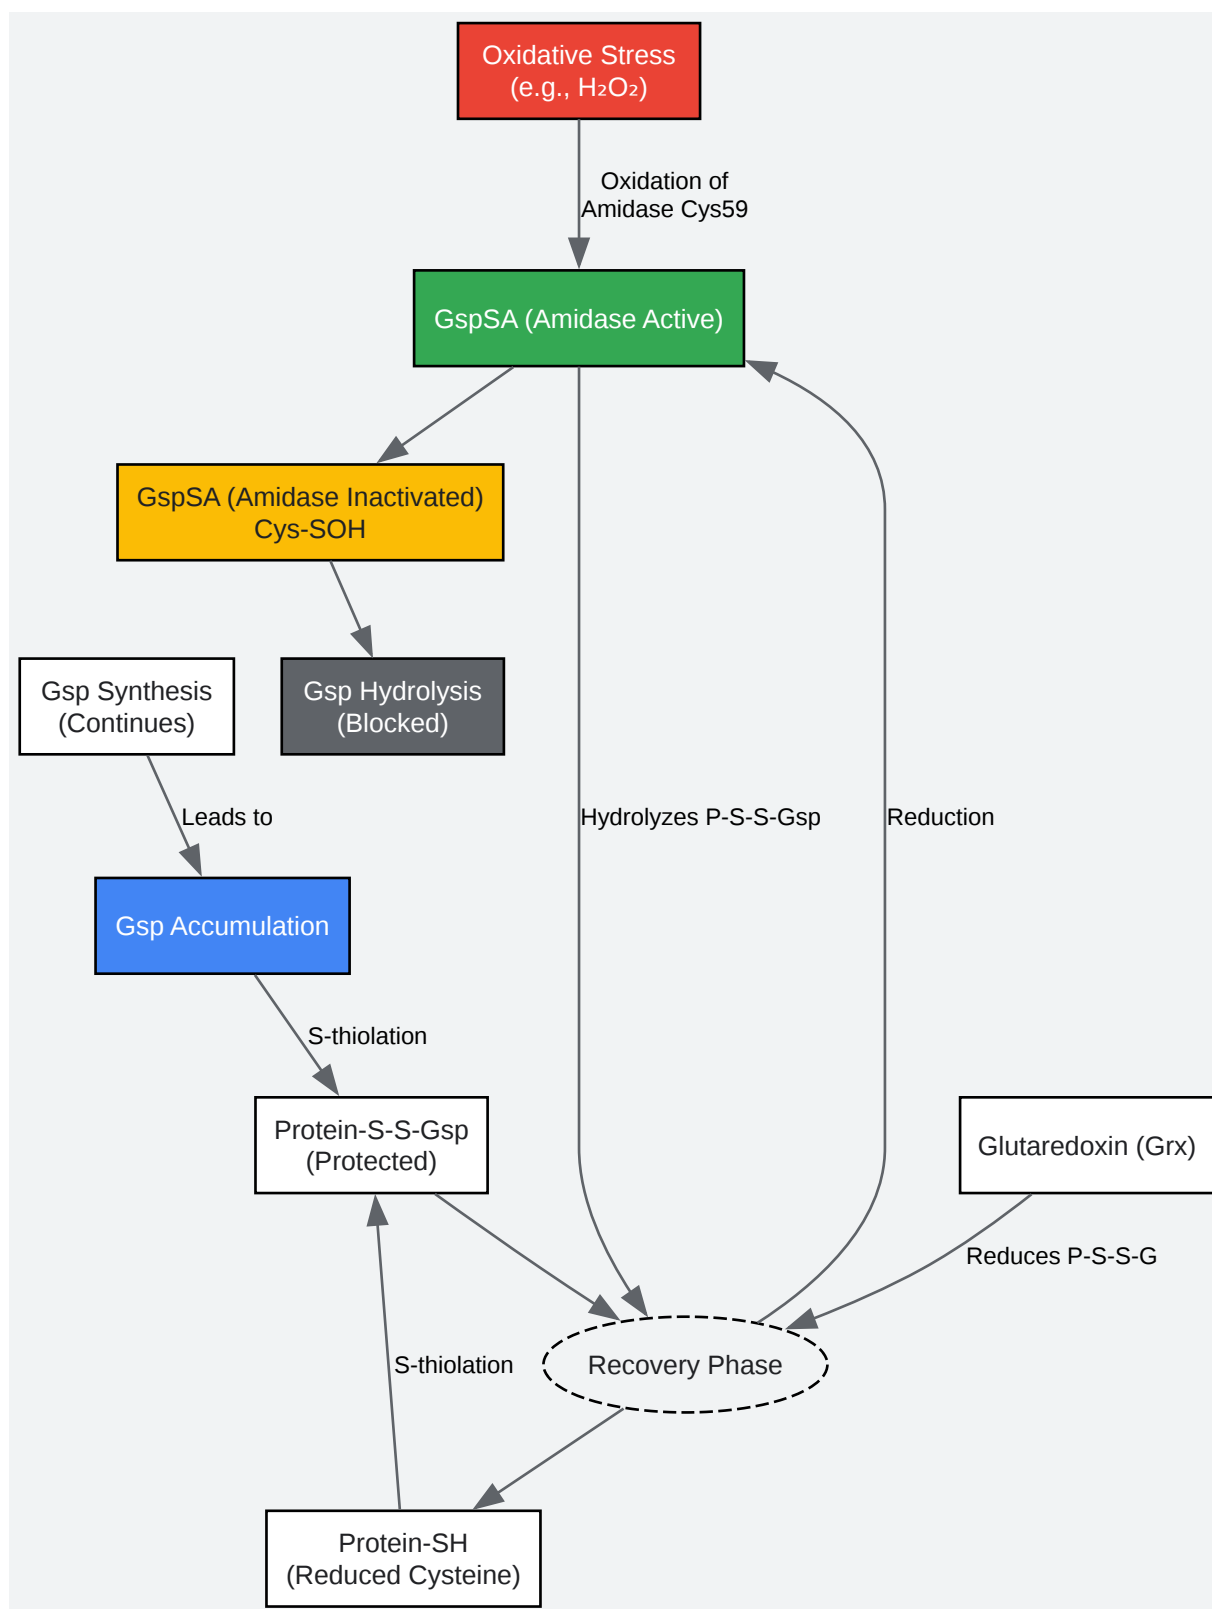 Oxidative Stress
(e.g., H₂O₂)
Oxidation of
Amidase Cys59
GspSA (Amidase Active)
GspSA (Amidase Inactivated)
Cys-SOH
Gsp Synthesis
(Continues)
Gsp Hydrolysis
(Blocked)
Leads to
Hydrolyzes P-S-S-Gsp
Reduction
Gsp Accumulation
S-thiolation
Protein-S-S-Gsp
(Protected)
Glutaredoxin (Grx)
Reduces P-S-S-G
S-thiolation
Recovery Phase
Protein-SH
(Reduced Cysteine)